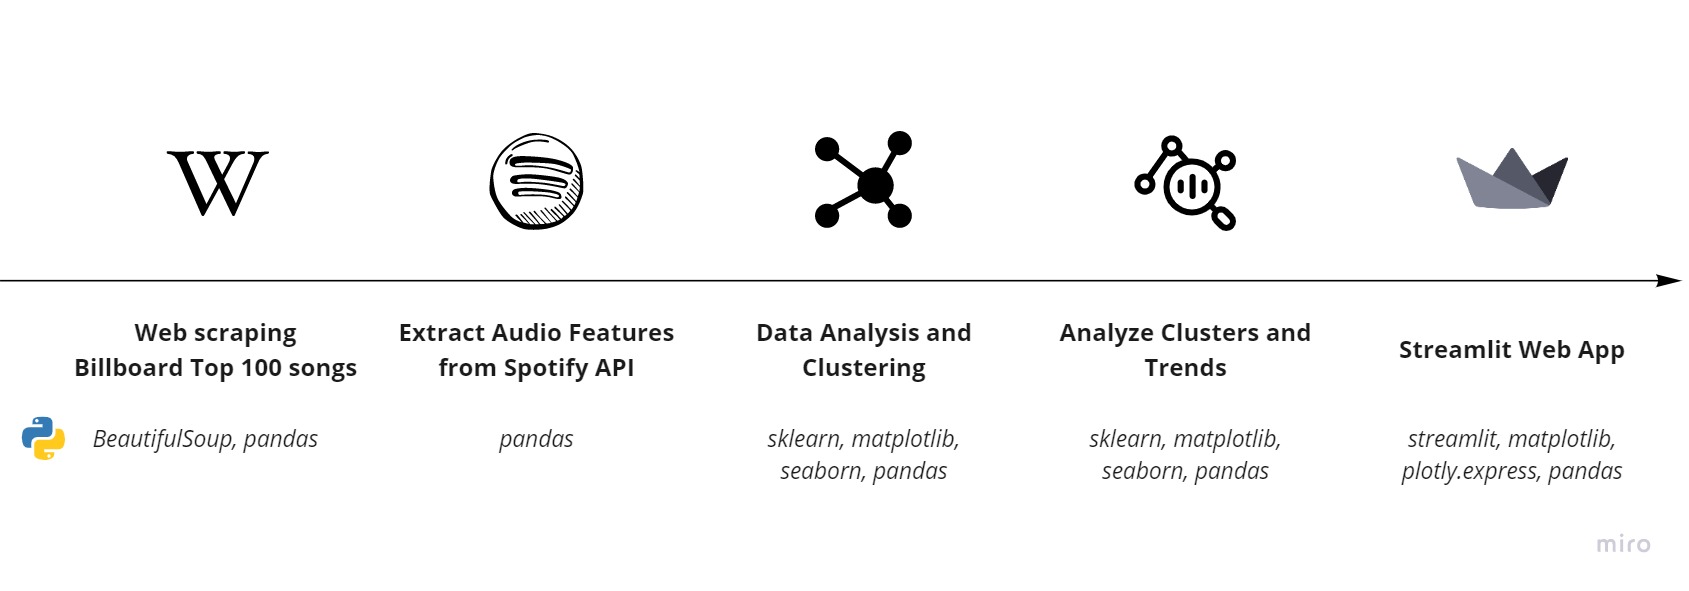 W
Web scraping
Billboard Top 100 songs
Extract Audio Features
from Spotify API
Data Analysis and
Clustering
Analyze Clusters and
Trends
Streamlit Web App
BeautifulSoup, pandas
pandas
sklearn, matplotlib,
seaborn, pandas
sklearn, matplotlib,
seaborn, pandas
streamlit, matplotlib,
plotly.express, pandas
miro